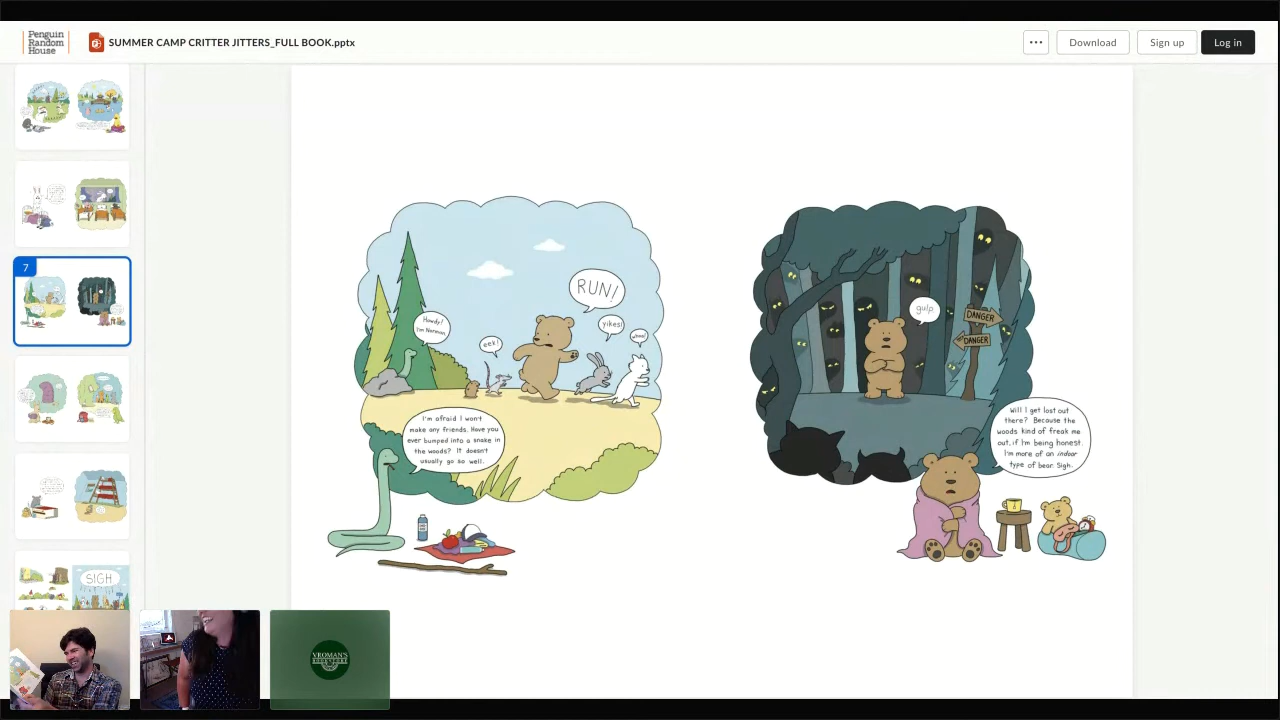 Penguin
Random
House
SUMMER CAMP CRITTER JITTERS_FULL BOOK.pptx
Download
Sign up
Log in
7
SIGH
RUN!
Howdy!
I'm Norman.
eek!
yikes!
whoa!
I'm afraid I won't
make any friends. Have you
ever bumped into a snake in
the woods? It doesn't
usually go so well.
gulp
DANGER
DANGER
Will I get lost out
there? Because the
woods kind of freak me
out, if I'm being honest.
I'm more of an indoor
type of bear. Sigh.
VROMAN'S
BOOKSTORE